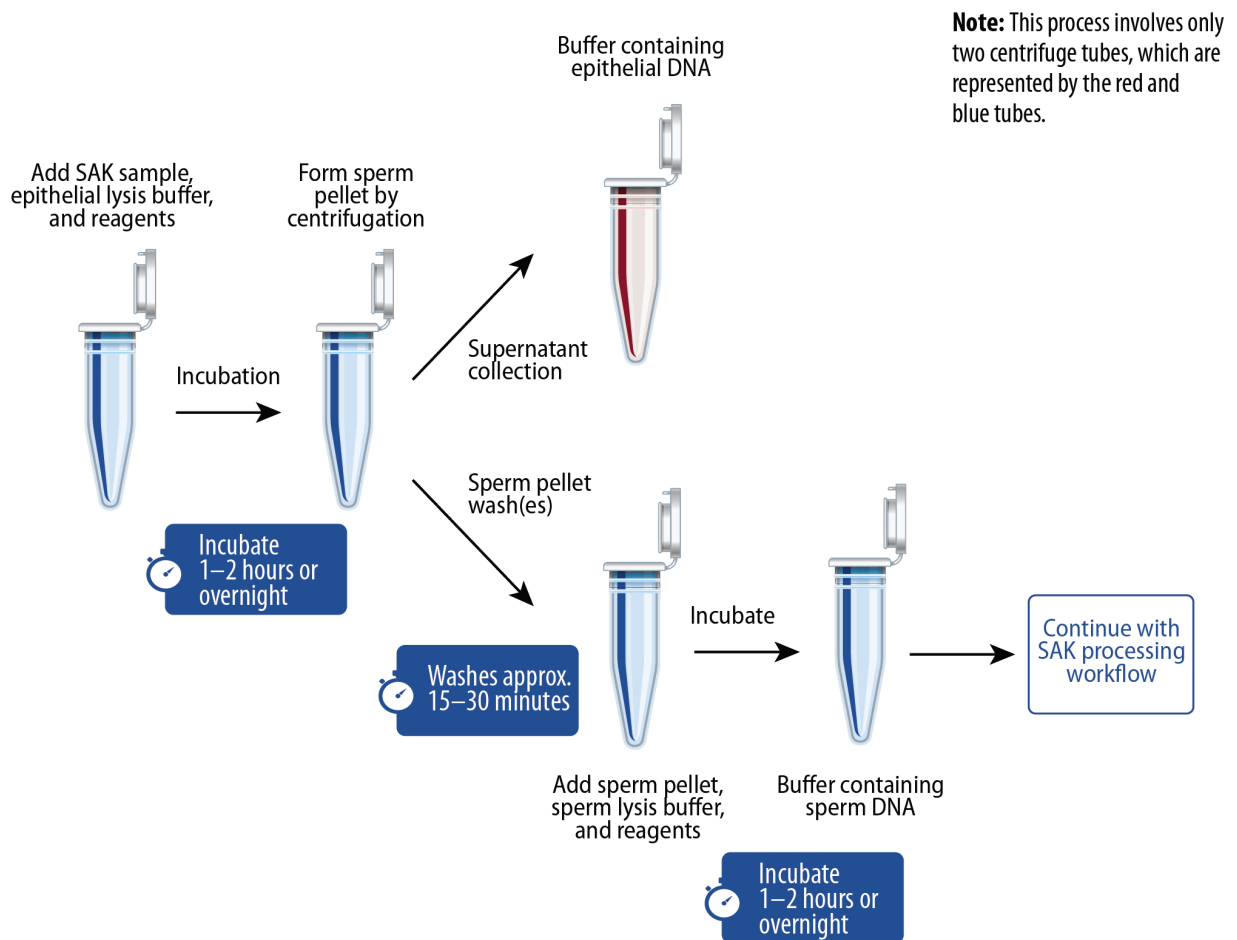 Note: This process involves only
two centrifuge tubes, which are
represented by the red and
blue tubes.
Buffer containing
epithelial DNA
Add SAK sample,
epithelial lysis buffer,
and reagents
Form sperm
pellet by
centrifugation
Incubation
Supernatant
collection
Incubate
1–2 hours or
overnight
Sperm pellet
wash(es)
Washes approx.
15–30 minutes
Incubate
Continue with
SAK processing
workflow
Add sperm pellet,
sperm lysis buffer,
and reagents
Buffer containing
sperm DNA
Incubate
1–2 hours or
overnight